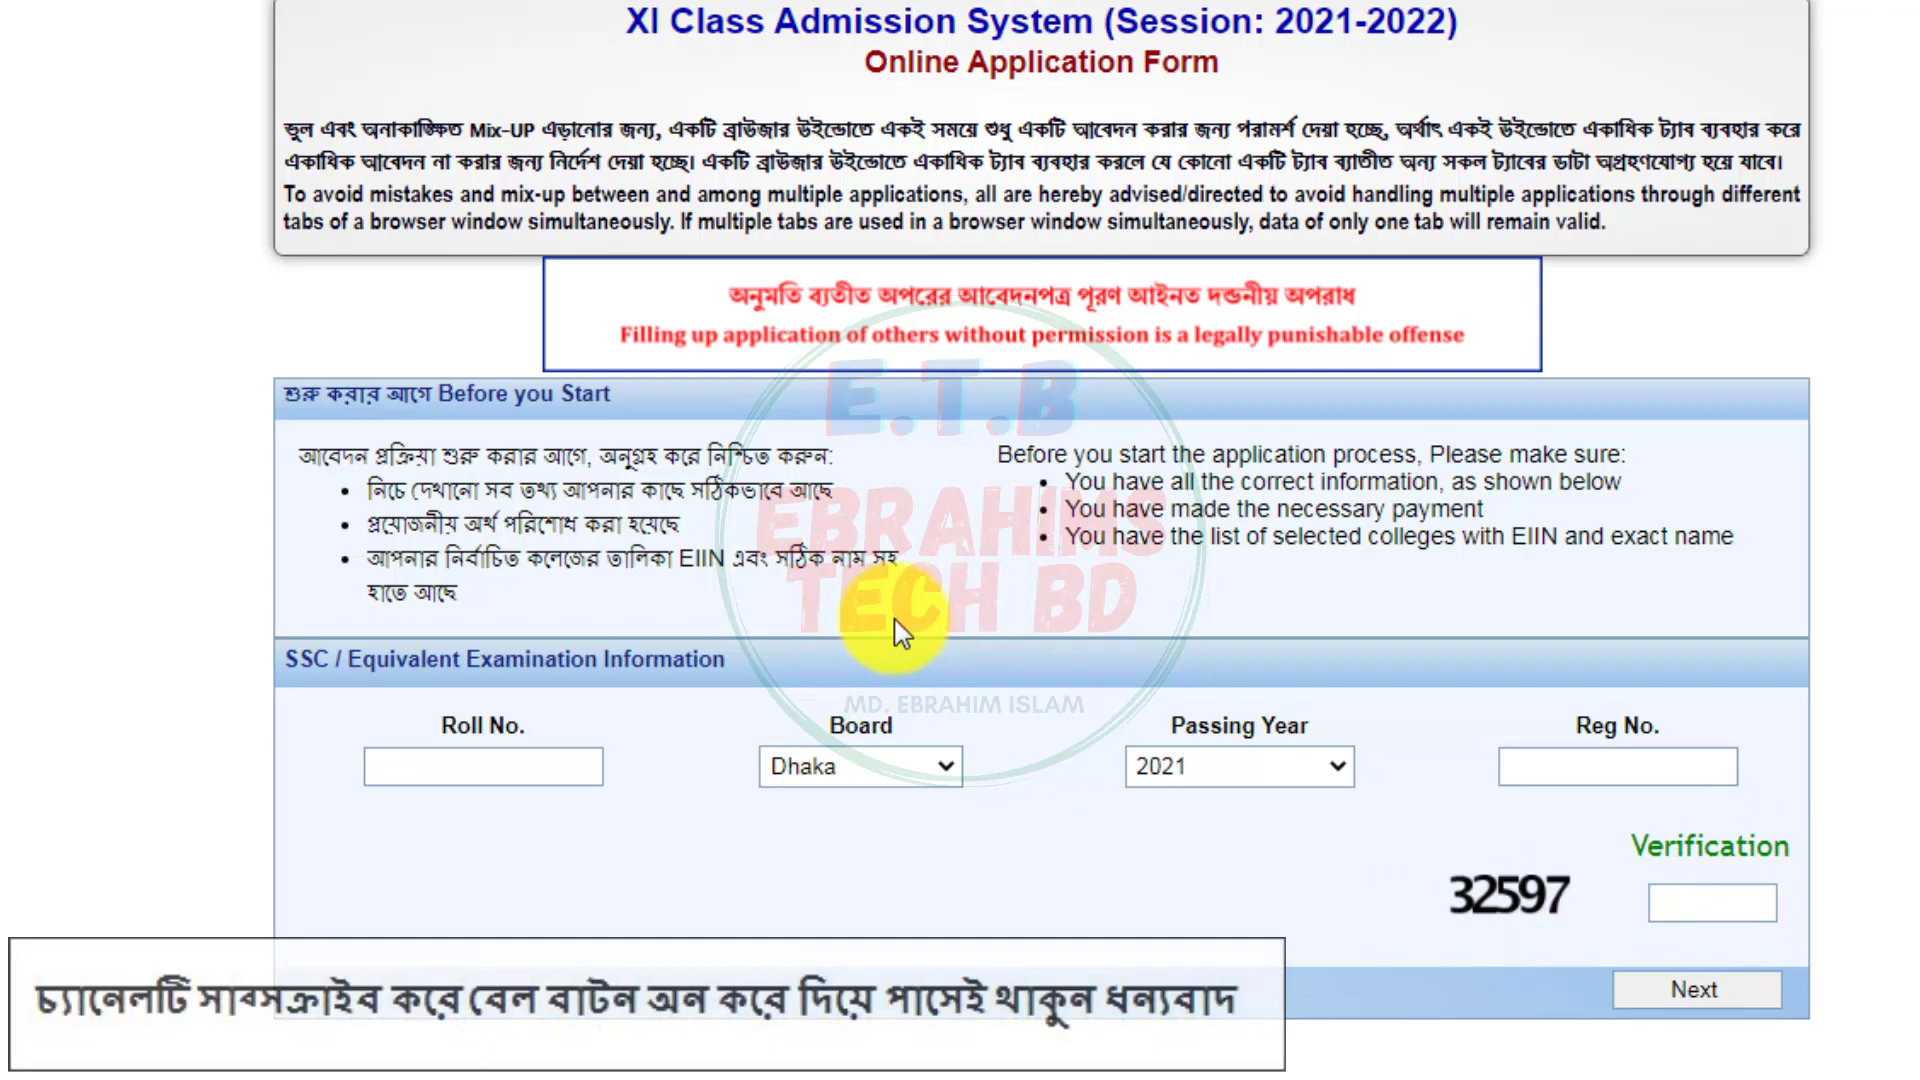 XI Class Admission System (Session: 2021-2022)
Online Application Form
ভুল এবং অনাকাঙ্ক্ষিত Mix-UP এড়ানোর জন্য, একটি ব্রাউজার উইন্ডোতে একই সময়ে শুধু একটি আবেদন করার জন্য পরামর্শ দেয়া হচ্ছে, অর্থাৎ একই উইন্ডোতে একাধিক ট্যাব ব্যবহার করে
একাধিক আবেদন না করার জন্য নির্দেশ দেয়া হচ্ছে। একটি ব্রাউজার উইন্ডোতে একাধিক ট্যাব ব্যবহার করলে যে কোনো একটি ট্যাব ব্যাতীত অন্য সকল ট্যাবের ডাটা অগ্রহণযোগ্য হয়ে যাবে।
To avoid mistakes and mix-up between and among multiple applications, all are hereby advised/directed to avoid handling multiple applications through different
tabs of a browser window simultaneously. If multiple tabs are used in a browser window simultaneously, data of only one tab will remain valid.
অনুমতি ব্যতীত অপরের আবেদনপত্র পূরণ আইনত দন্ডনীয় অপরাধ
Filling up application of others without permission is a legally punishable offense
শুরু করার আগে Before you Start
আবেদন প্রক্রিয়া শুরু করার আগে, অনুগ্রহ করে নিশ্চিত করুন:
• নিচে দেখানো সব তথ্য আপনার কাছে সঠিকভাবে আছে
• প্রয়োজনীয় অর্থ পরিশোধ করা হয়েছে
• আপনার নির্বাচিত কলেজের তালিকা EIIN এবং সঠিক নাম সহ
হাতে আছে
Before you start the application process, Please make sure:
• You have all the correct information, as shown below
• You have made the necessary payment
• You have the list of selected colleges with EIIN and exact name
E.T.B
EBRAHIMS
TECH BD
MD. EBRAHIM ISLAM
SSC / Equivalent Examination Information
Roll No. Board Passing Year Reg No.
Dhaka 2021
Verification
32597
Next
চ্যানেলটি সাবসক্রাইব করে বেল বাটন অন করে দিয়ে পাসেই থাকুন ধন্যবাদ